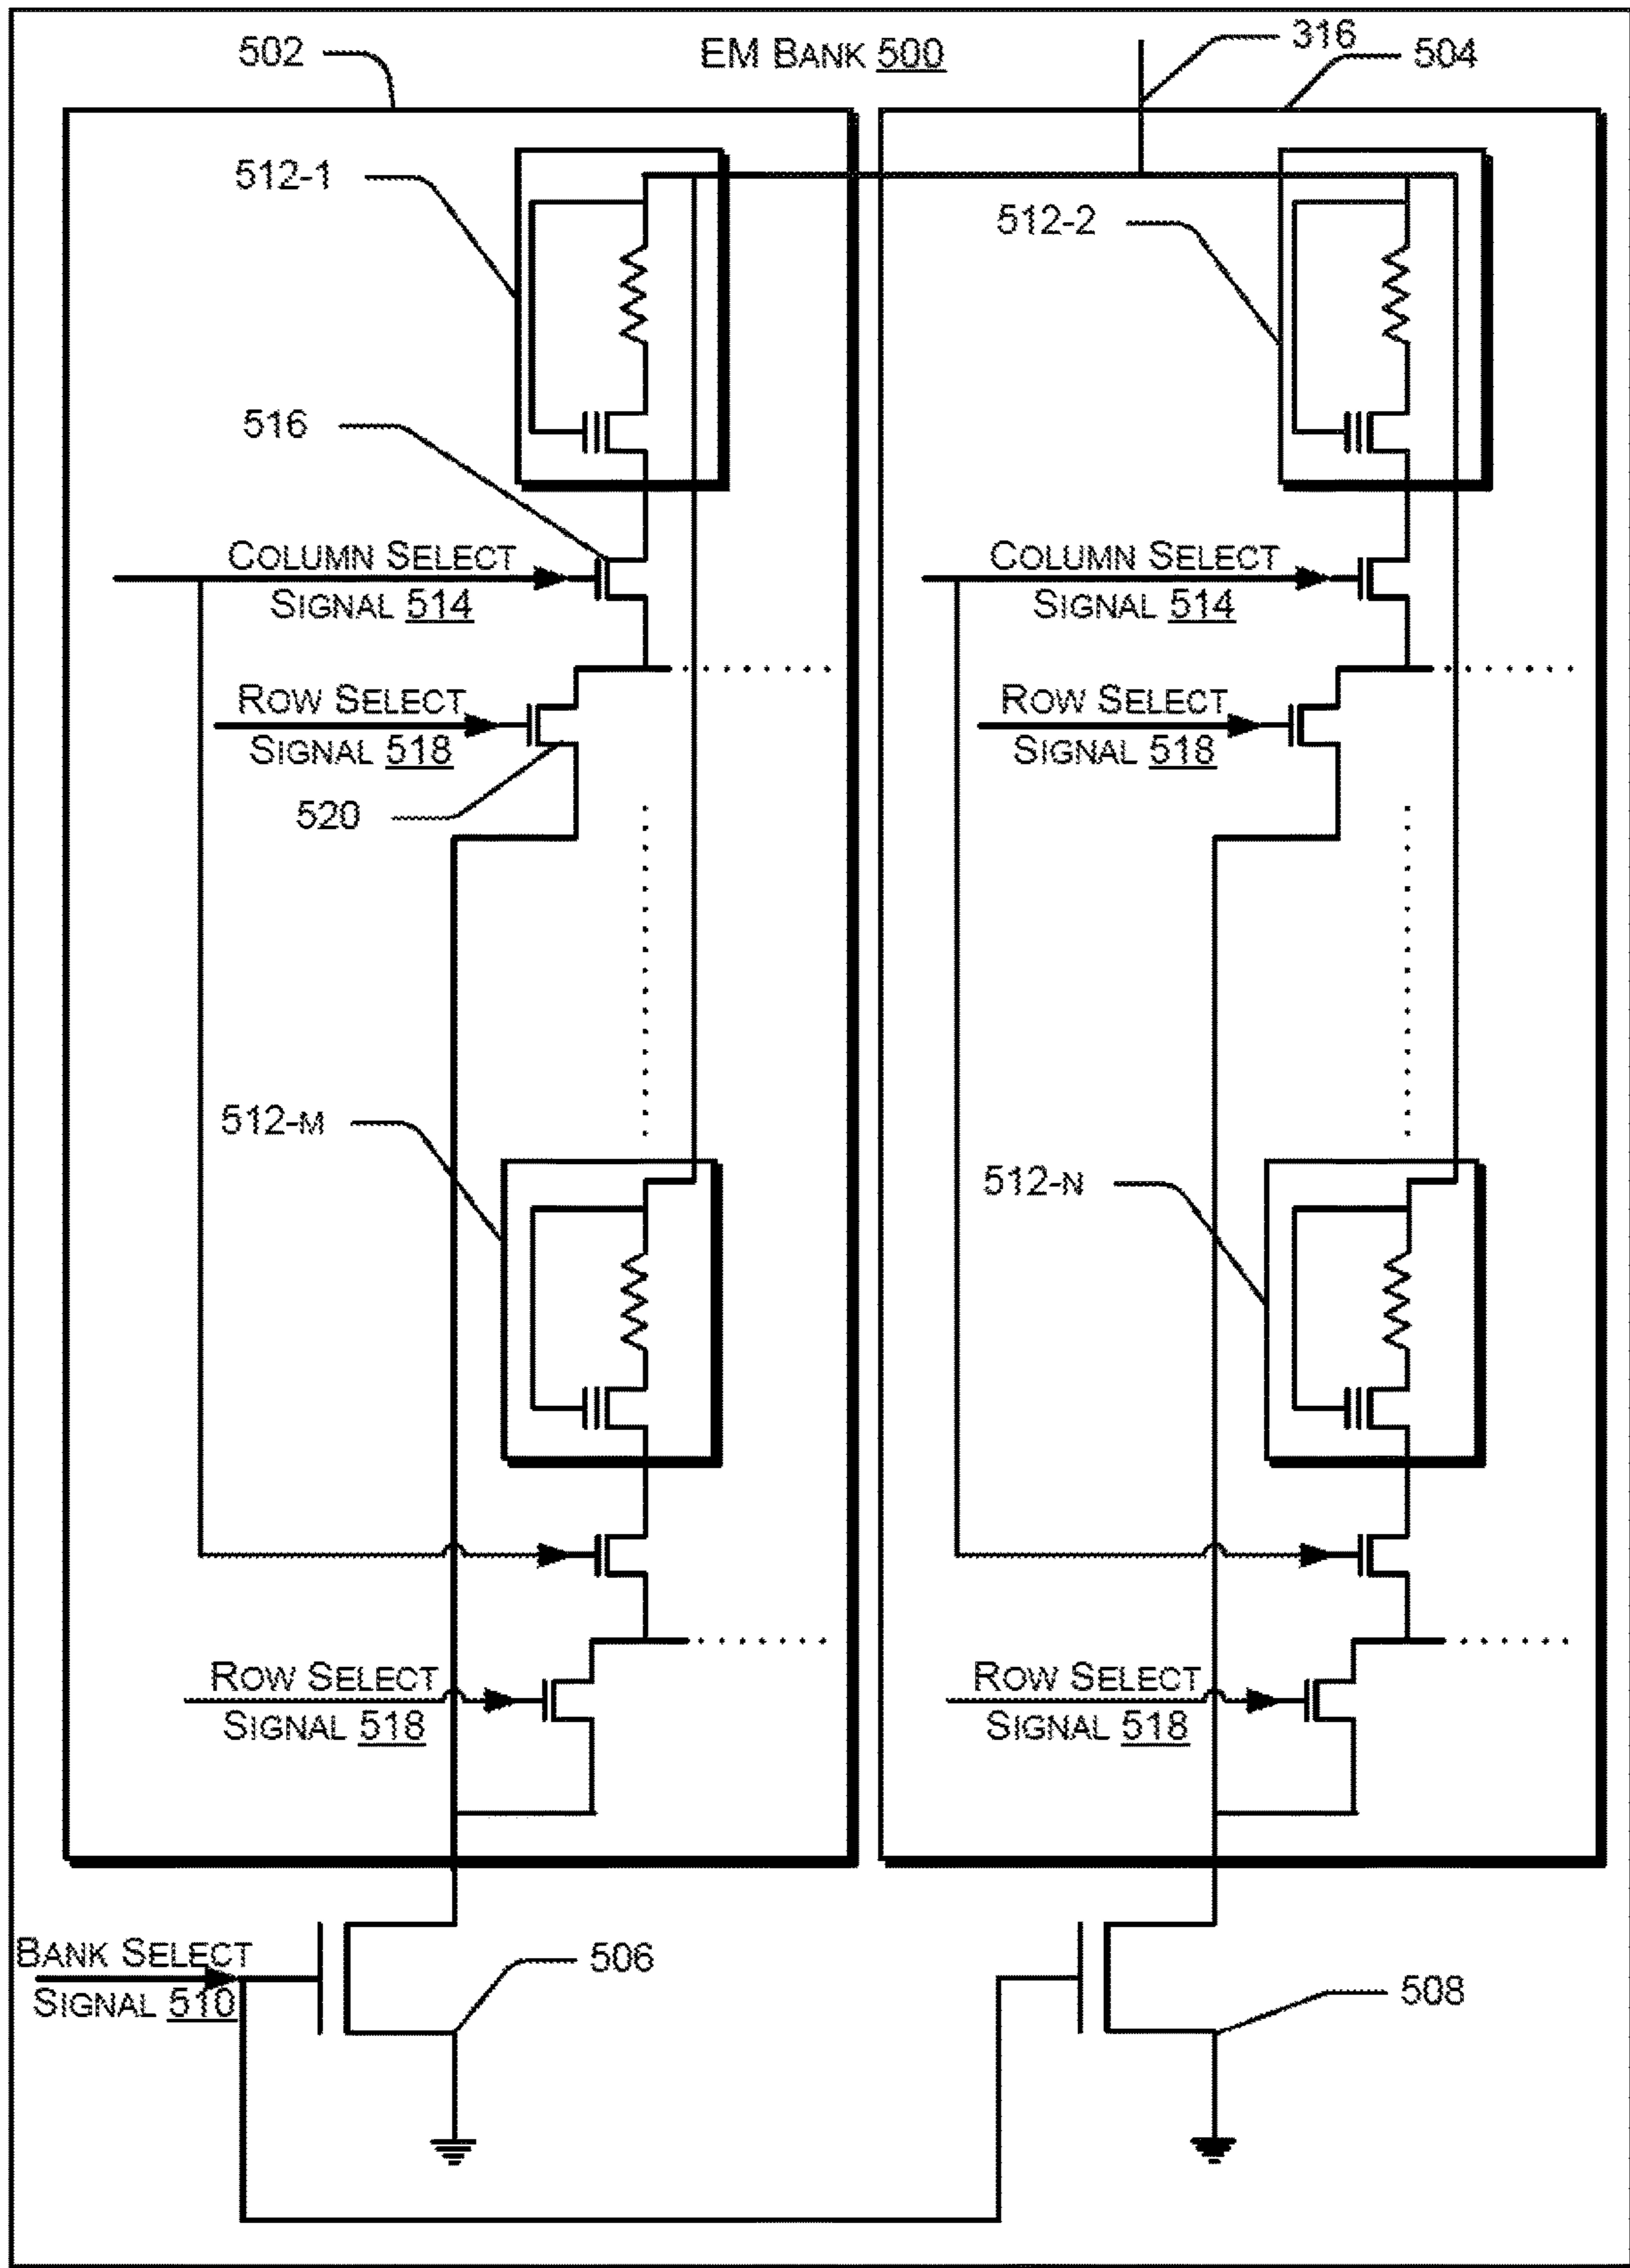 EM BANK 500
502
316
504
512-1
512-2
516
COLUMN SELECT
SIGNAL 514
COLUMN SELECT
SIGNAL 514
ROW SELECT
SIGNAL 518
ROW SELECT
SIGNAL 518
520
512-M
512-N
ROW SELECT
SIGNAL 518
ROW SELECT
SIGNAL 518
BANK SELECT
SIGNAL 510
506
508